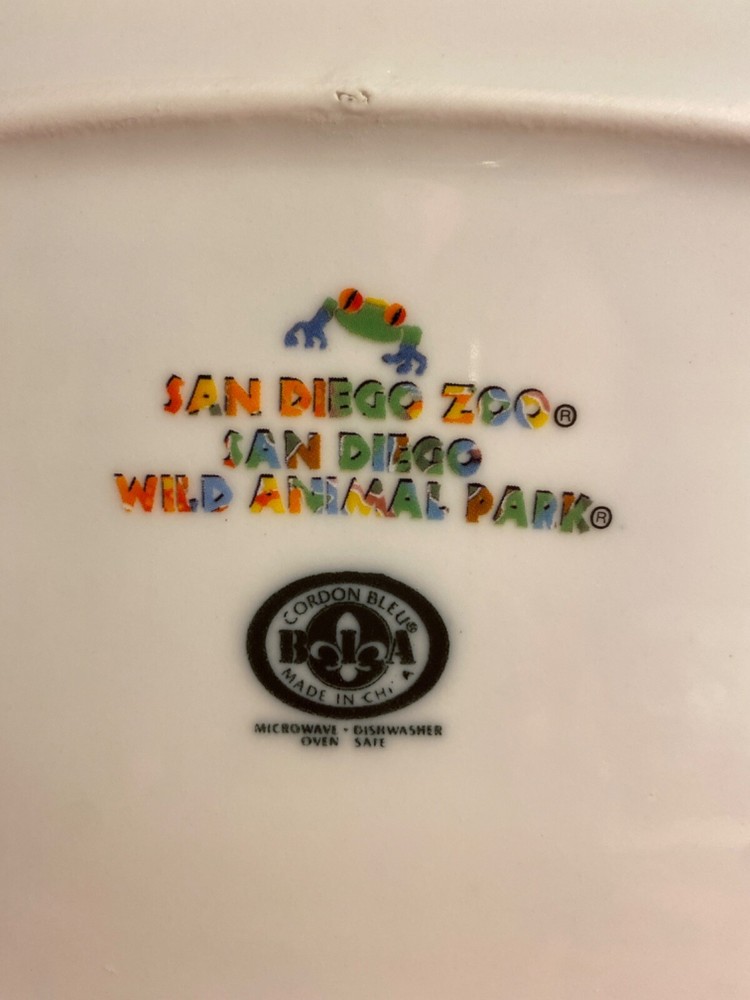 SAN DIEGO ZOO®
SAN DIEGO
WILD ANIMAL PARK®
CORDON BLEU®
BIA
MADE IN CHINA
MICROWAVE - DISHWASHER
OVEN SAFE